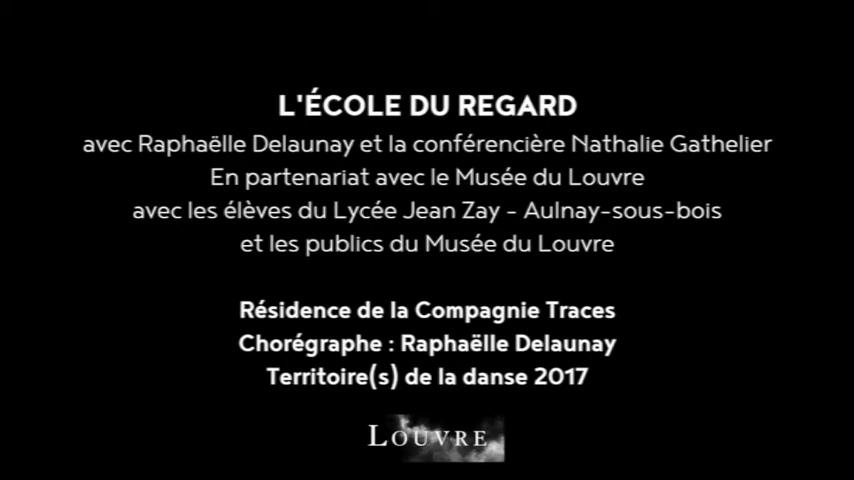 L'ÉCOLE DU REGARD
avec Raphaëlle Delaunay et la conférencière Nathalie Gathelier
En partenariat avec le Musée du Louvre
avec les élèves du Lycée Jean Zay - Aulnay-sous-bois
et les publics du Musée du Louvre
Résidence de la Compagnie Traces
Chorégraphe : Raphaëlle Delaunay
Territoire(s) de la danse 2017
LOUVRE